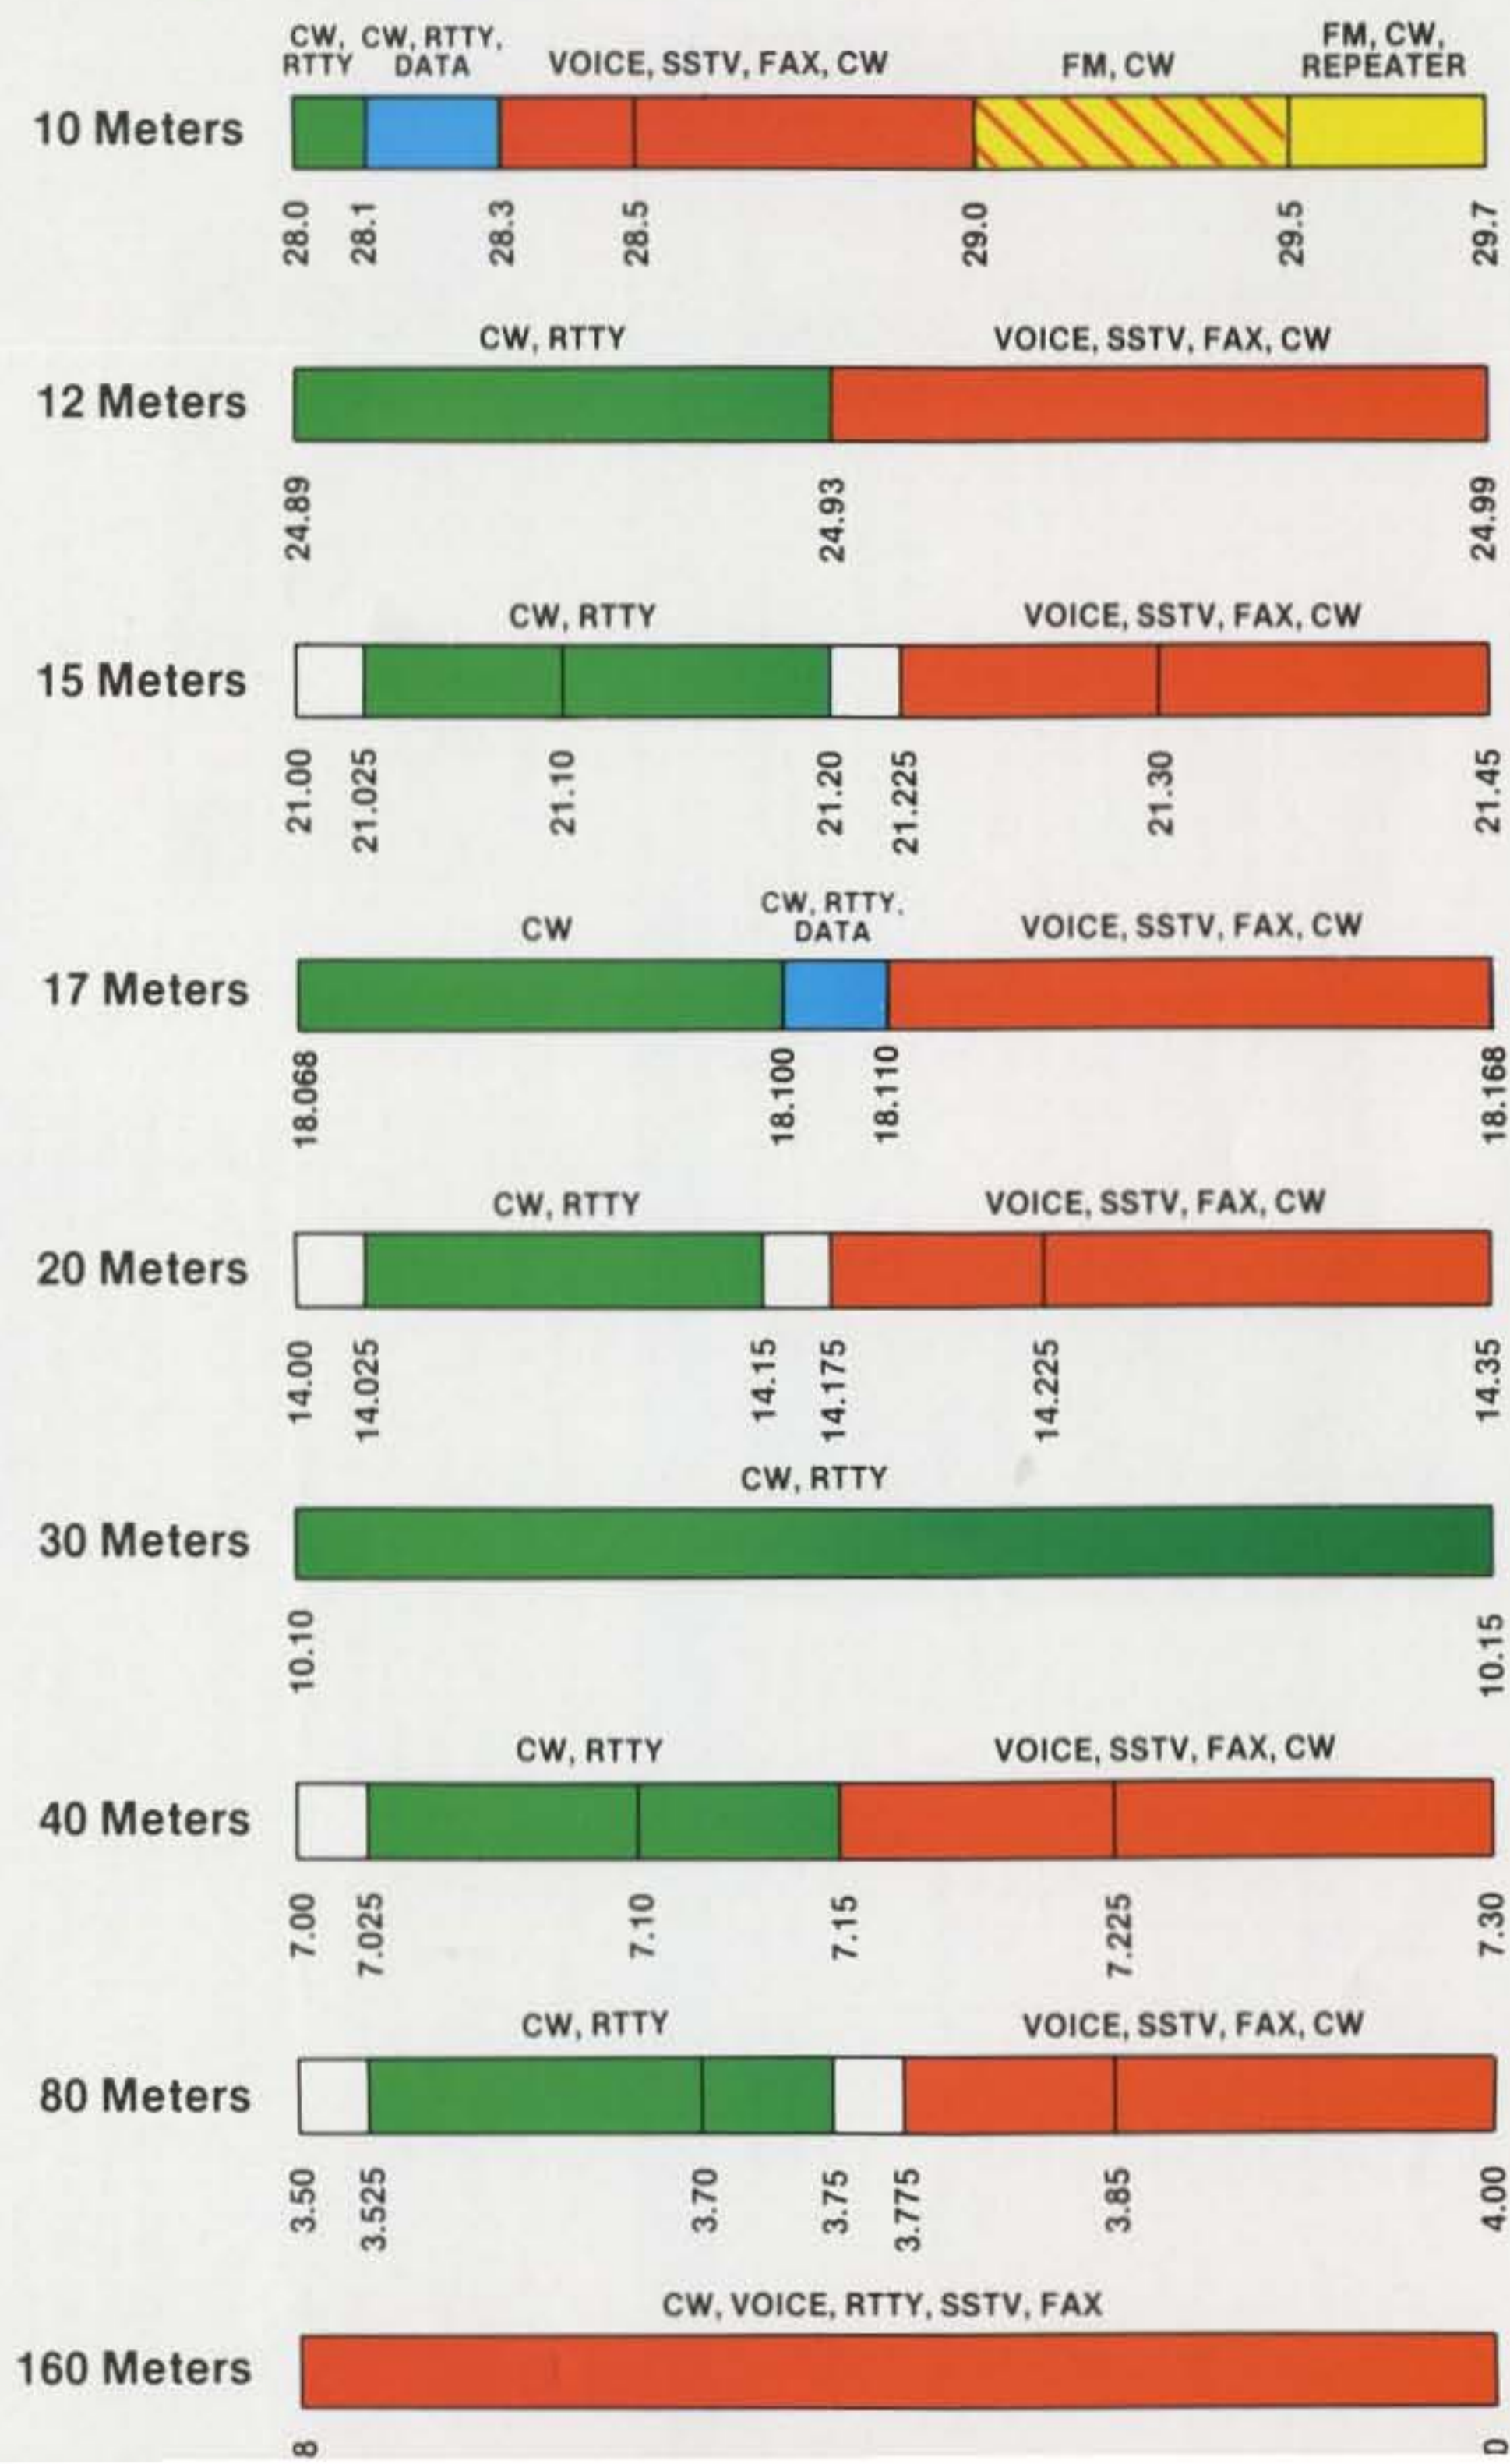 CW, RTTY
CW, RTTY, DATA
VOICE, SSTV, FAX, CW
FM, CW
FM, CW, REPEATER
10 Meters
28.0 28.1 28.3 28.5 29.0 29.5 29.7
CW, RTTY VOICE, SSTV, FAX, CW
12 Meters
24.89 24.93 24.99
CW, RTTY VOICE, SSTV, FAX, CW
15 Meters
21.00 21.025 21.10 21.20 21.225 21.30 21.45
CW
CW, RTTY, DATA
VOICE, SSTV, FAX, CW
17 Meters
18.068 18.100 18.110 18.168
CW, RTTY VOICE, SSTV, FAX, CW
20 Meters
14.00 14.025 14.15 14.175 14.225 14.35
CW, RTTY
30 Meters
10.10 10.15
CW, RTTY VOICE, SSTV, FAX, CW
40 Meters
7.00 7.025 7.10 7.15 7.225 7.30
CW, RTTY VOICE, SSTV, FAX, CW
80 Meters
3.50 3.525 3.70 3.75 3.775 3.85 4.00
CW, VOICE, RTTY, SSTV, FAX
160 Meters